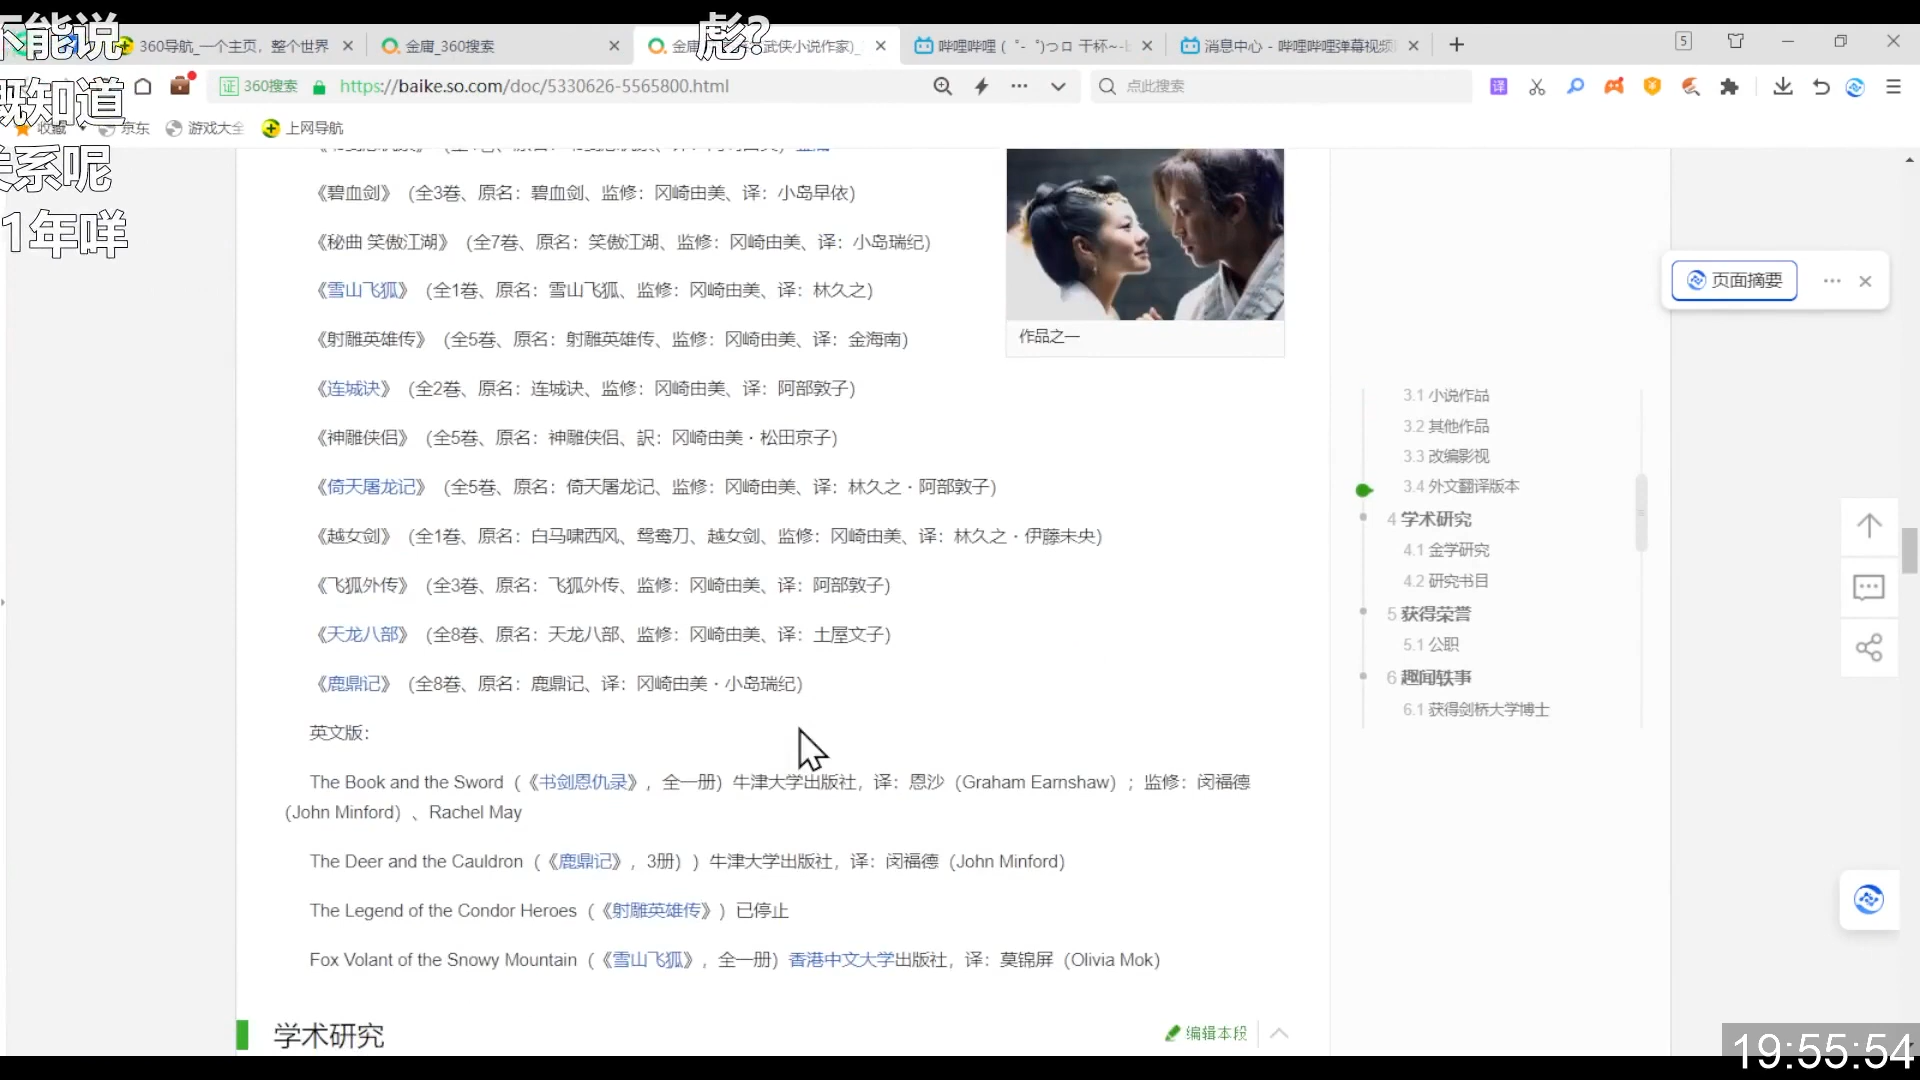 不能说
彪?
既知道
关系呢
1年咩
360导航_一个主页，整个世界
金庸_360搜索
武侠小说作家)_
哔哩哔哩 (゜-゜)つロ 干杯~-b
消息中心 - 哔哩哔哩弹幕视频
5
证 360搜索 https://baike.so.com/doc/5330626-5565800.html
点此搜索
译
收藏 京东 游戏大全 上网导航
《碧血剑》（全3卷、原名：碧血剑、监修：冈崎由美、译：小岛早依）
《秘曲 笑傲江湖》（全7卷、原名：笑傲江湖、监修：冈崎由美、译：小岛瑞纪）
《雪山飞狐》（全1卷、原名：雪山飞狐、监修：冈崎由美、译：林久之）
《射雕英雄传》（全5卷、原名：射雕英雄传、监修：冈崎由美、译：金海南）
《连城诀》（全2卷、原名：连城诀、监修：冈崎由美、译：阿部敦子）
《神雕侠侣》（全5卷、原名：神雕侠侣、訳：冈崎由美·松田京子）
《倚天屠龙记》（全5卷、原名：倚天屠龙记、监修：冈崎由美、译：林久之·阿部敦子）
《越女剑》（全1卷、原名：白马啸西风、鸳鸯刀、越女剑、监修：冈崎由美、译：林久之·伊藤未央）
《飞狐外传》（全3卷、原名：飞狐外传、监修：冈崎由美、译：阿部敦子）
《天龙八部》（全8卷、原名：天龙八部、监修：冈崎由美、译：土屋文子）
《鹿鼎记》（全8卷、原名：鹿鼎记、译：冈崎由美·小岛瑞纪）
作品之一
英文版：
The Book and the Sword（《书剑恩仇录》，全一册）牛津大学出版社，译：恩沙（Graham Earnshaw）；监修：闵福德
（John Minford）、Rachel May
The Deer and the Cauldron（《鹿鼎记》，3册））牛津大学出版社，译：闵福德（John Minford）
The Legend of the Condor Heroes（《射雕英雄传》）已停止
Fox Volant of the Snowy Mountain（《雪山飞狐》，全一册）香港中文大学出版社，译：莫锦屏（Olivia Mok）
学术研究
编辑本段
页面摘要
3.1 小说作品
3.2 其他作品
3.3 改编影视
3.4 外文翻译版本
4 学术研究
4.1 金学研究
4.2 研究书目
5 获得荣誉
5.1 公职
6 趣闻轶事
6.1 获得剑桥大学博士
19:55:54